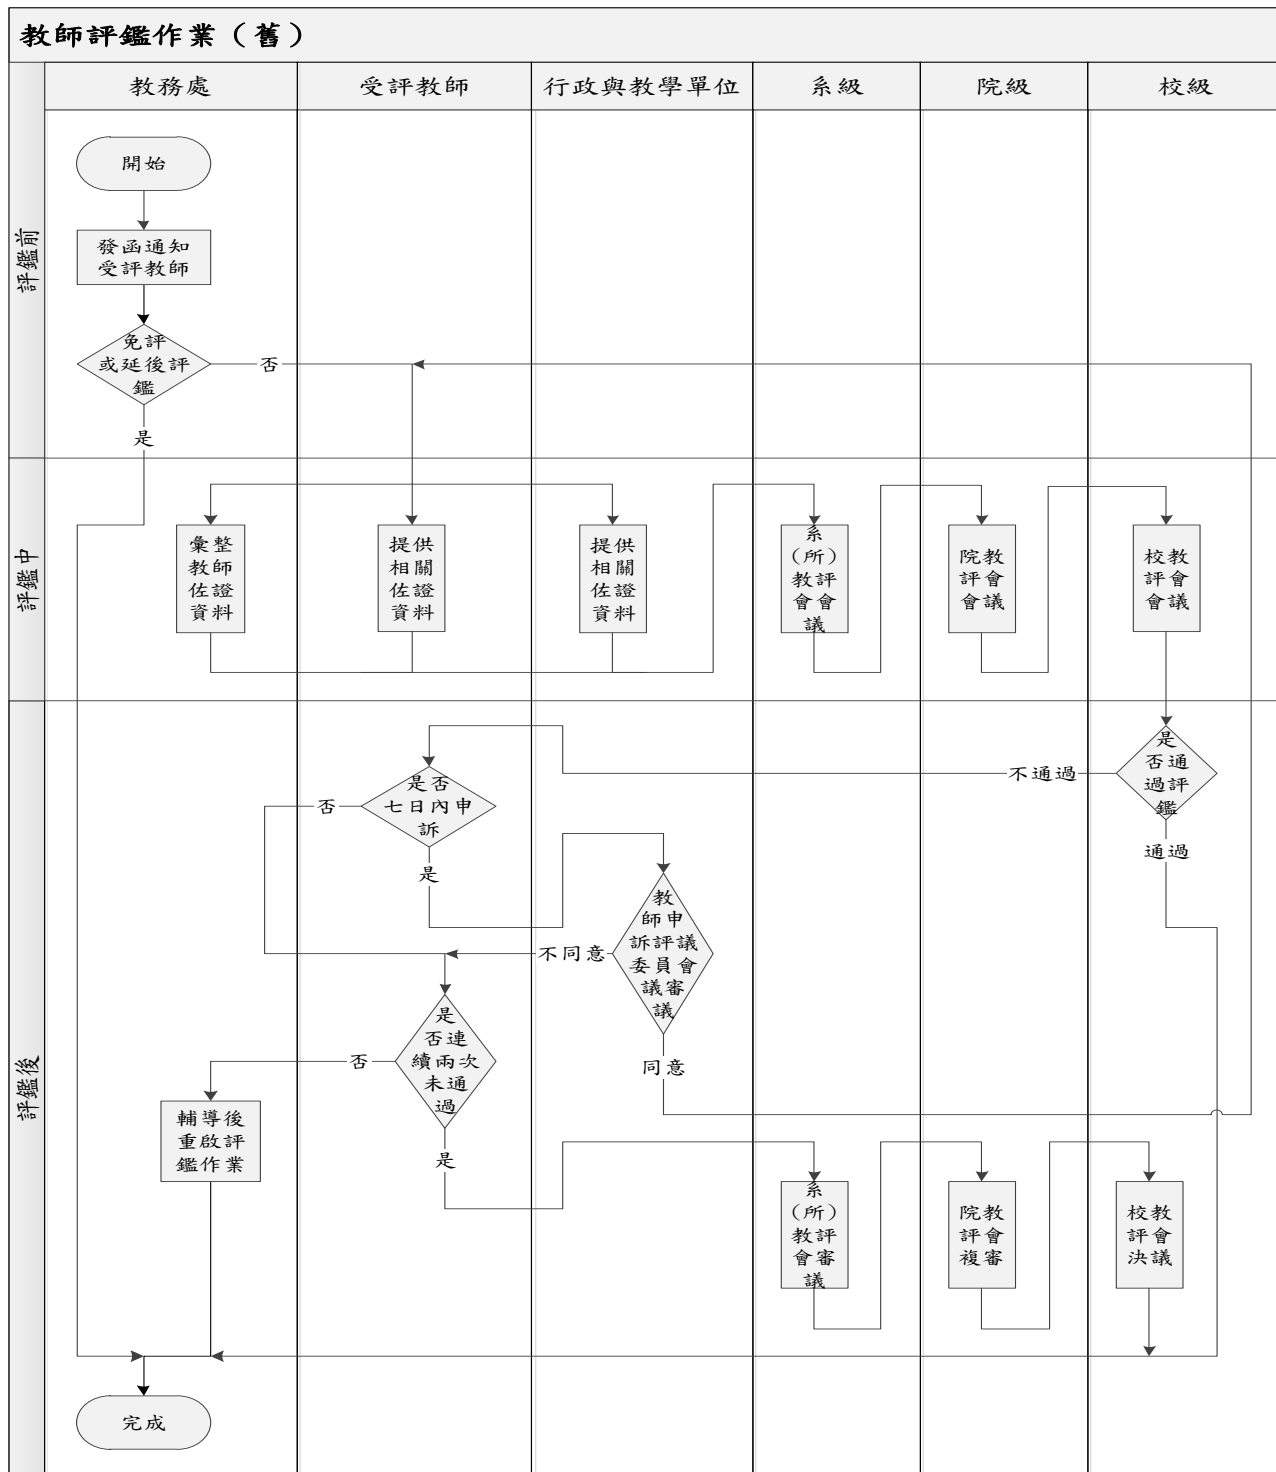 教師評鑑作業（舊）
教務處
受評教師
行政與教學單位
系級
院級
校級
評鑑前
開始
發函通知
受評教師
免評
或延後評
鑑
否
是
評鑑中
彙整
教師
佐證
資料
提供
相關
佐證
資料
提供
相關
佐證
資料
系
（所）
教評
會會
議
院教
評會
會議
校教
評會
會議
評鑑後
是
否通
過評
鑑
不通過
通過
是否
七日內申
訴
否
是
教
師申
訴評議
委員會
議審
議
不同意
同意
是
否連
續兩次
未通
過
否
是
輔導後
重啟評
鑑作業
系
（所）
教評
會審
議
院教
評會
複審
校教
評會
決議
完成